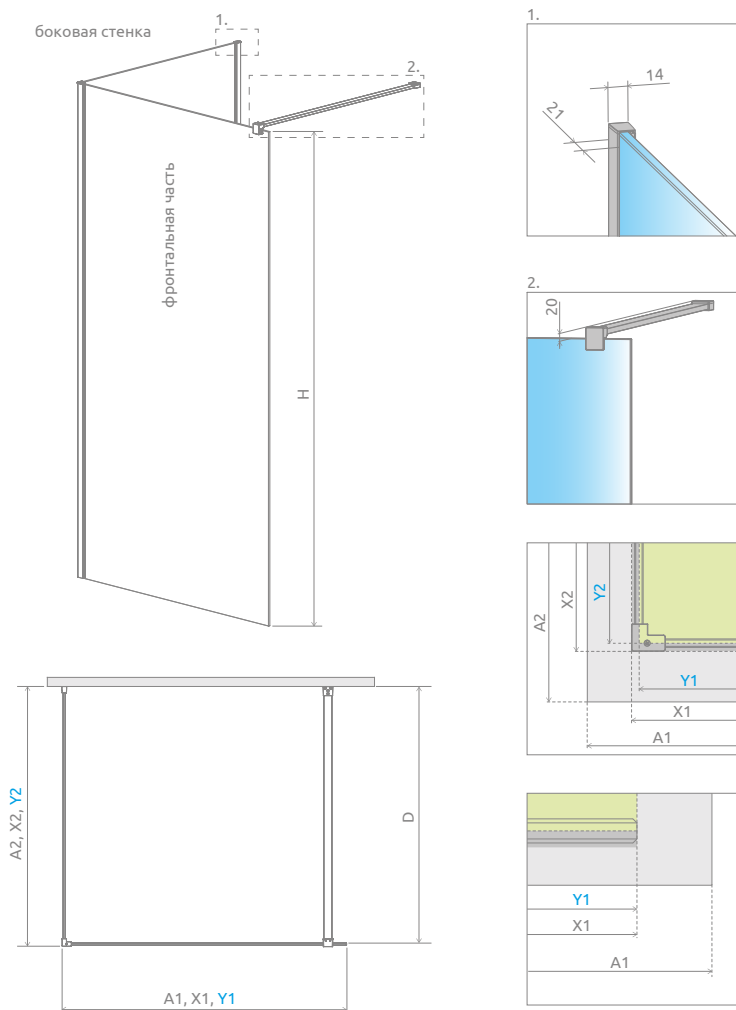 боковая стенка
1.
2.
фронтальная часть
H
A2, X2, Y2
D
A1, X1, Y1
1.
14
21
2.
20
A2
X2
Y2
Y1
X1
A1
Y1
X1
A1